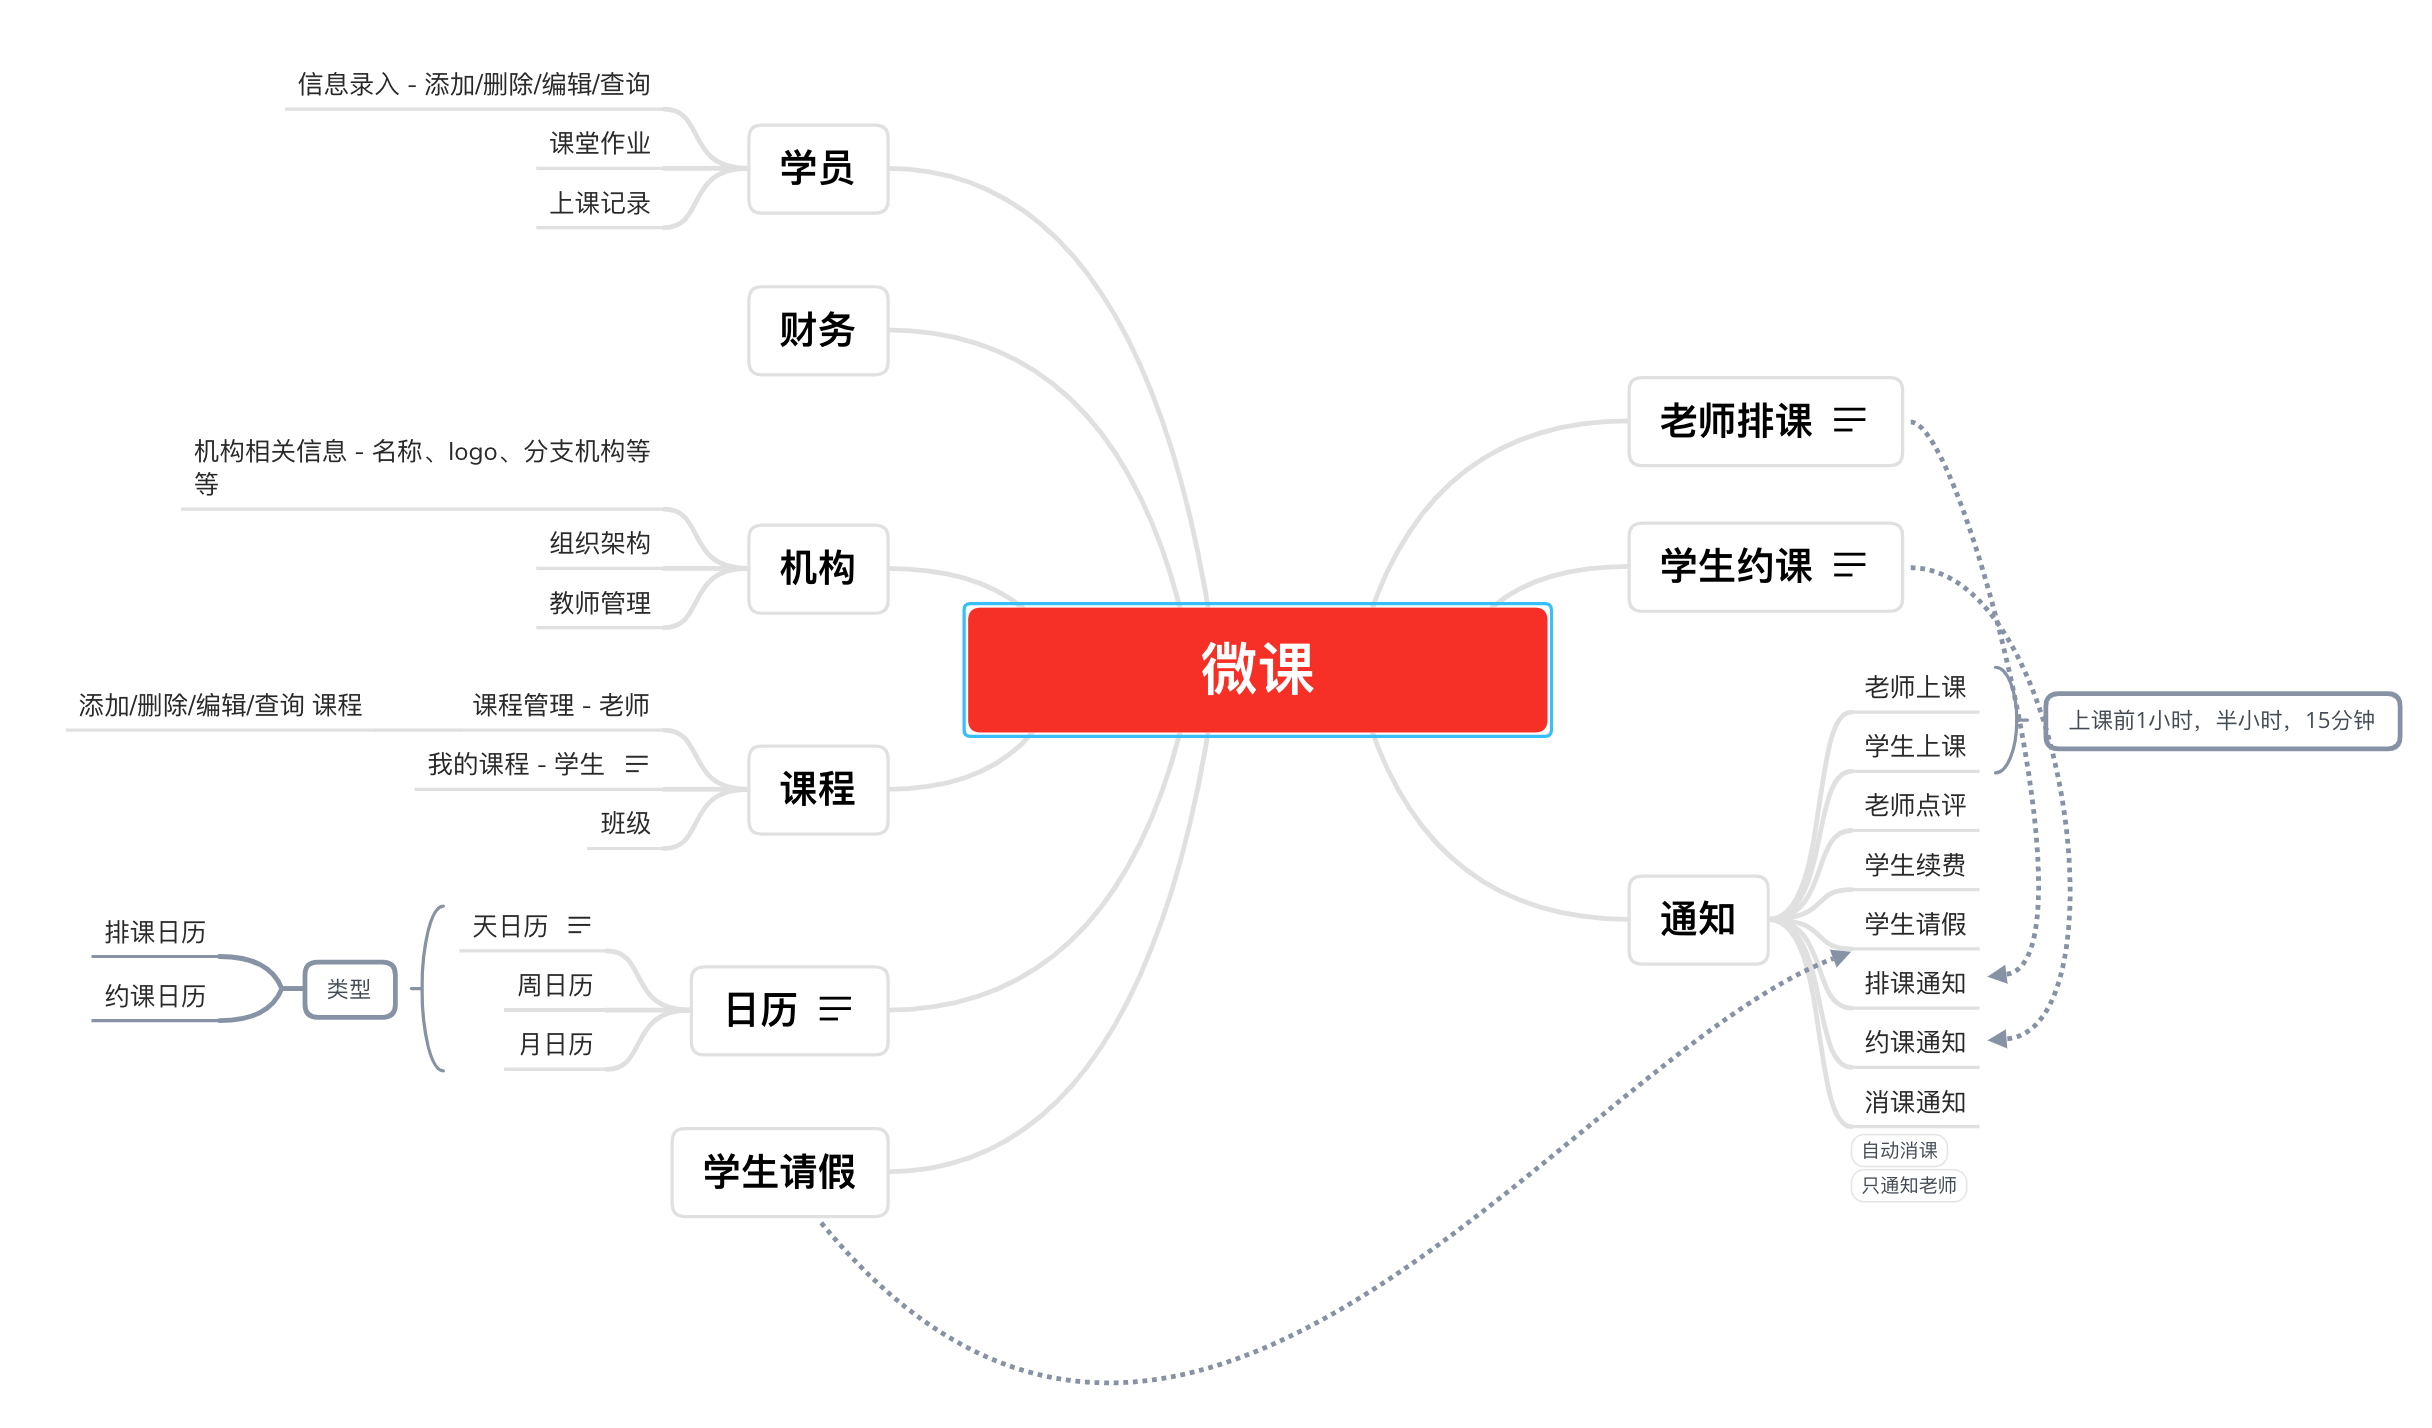 微课
老师排课
学生约课
通知
老师上课
学生上课
上课前1小时，半小时，15分钟
老师点评
学生续费
学生请假
排课通知
约课通知
消课通知
自动消课
只通知老师
学员
信息录入 - 添加/删除/编辑/查询
课堂作业
上课记录
财务
机构
机构相关信息 - 名称、logo、分支机构等
等
组织架构
教师管理
课程
课程管理 - 老师
添加/删除/编辑/查询 课程
我的课程 - 学生
班级
日历
天日历
周日历
月日历
类型
排课日历
约课日历
学生请假